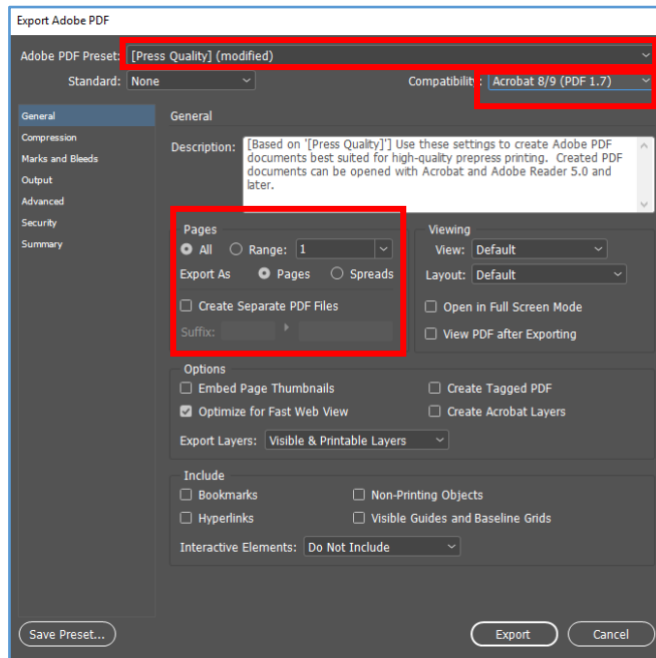 Export Adobe PDF
Adobe PDF Preset: [Press Quality] (modified)
Standard: None Compatibility: Acrobat 8/9 (PDF 1.7)
General
Compression
Marks and Bleeds
Output
Advanced
Security
Summary
General
Description: [Based on '[Press Quality]'] Use these settings to create Adobe PDF
documents best suited for high-quality prepress printing. Created PDF
documents can be opened with Acrobat and Adobe Reader 5.0 and
later.
Pages
All Range: 1
Export As Pages Spreads
Create Separate PDF Files
Suffix:
Viewing
View: Default
Layout: Default
Open in Full Screen Mode
View PDF after Exporting
Options
Embed Page Thumbnails Create Tagged PDF
Optimize for Fast Web View Create Acrobat Layers
Export Layers: Visible & Printable Layers
Include
Bookmarks Non-Printing Objects
Hyperlinks Visible Guides and Baseline Grids
Interactive Elements: Do Not Include
Save Preset... Export Cancel